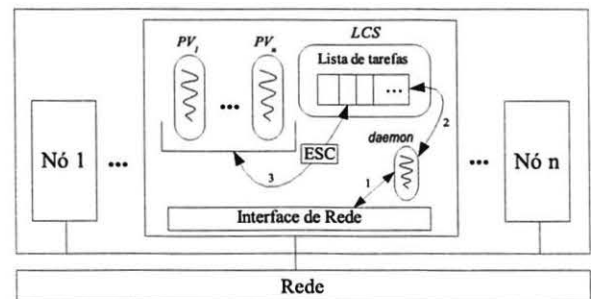 PV₁ PVₙ LCS
Lista de tarefas
...
...
2
daemon
Nó 1 ... ESC ... Nó n
3
1
Interface de Rede
Rede